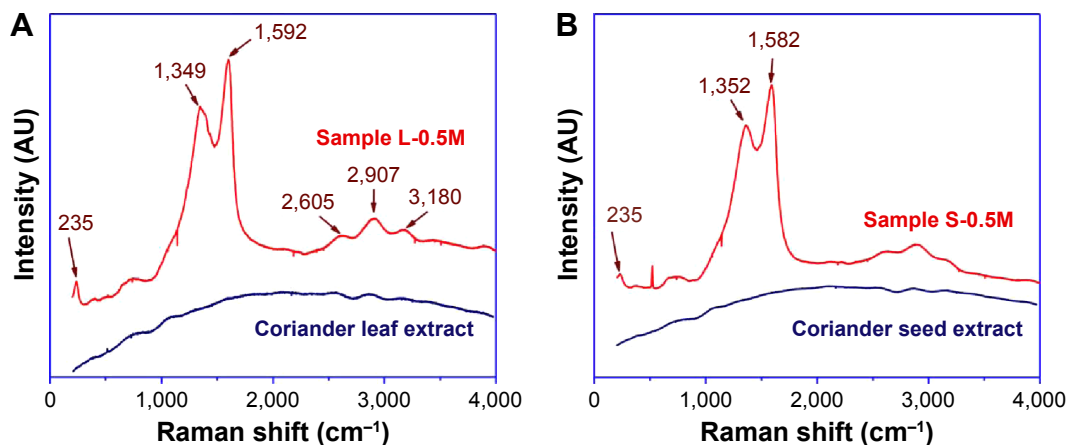 A
1,592
1,349
Sample L-0.5M
2,907
2,605
3,180
235
Coriander leaf extract
Intensity (AU)
0
1,000
2,000
3,000
4,000
Raman shift (cm⁻¹)
B
1,582
1,352
235
Sample S-0.5M
Coriander seed extract
Intensity (AU)
0
1,000
2,000
3,000
4,000
Raman shift (cm⁻¹)